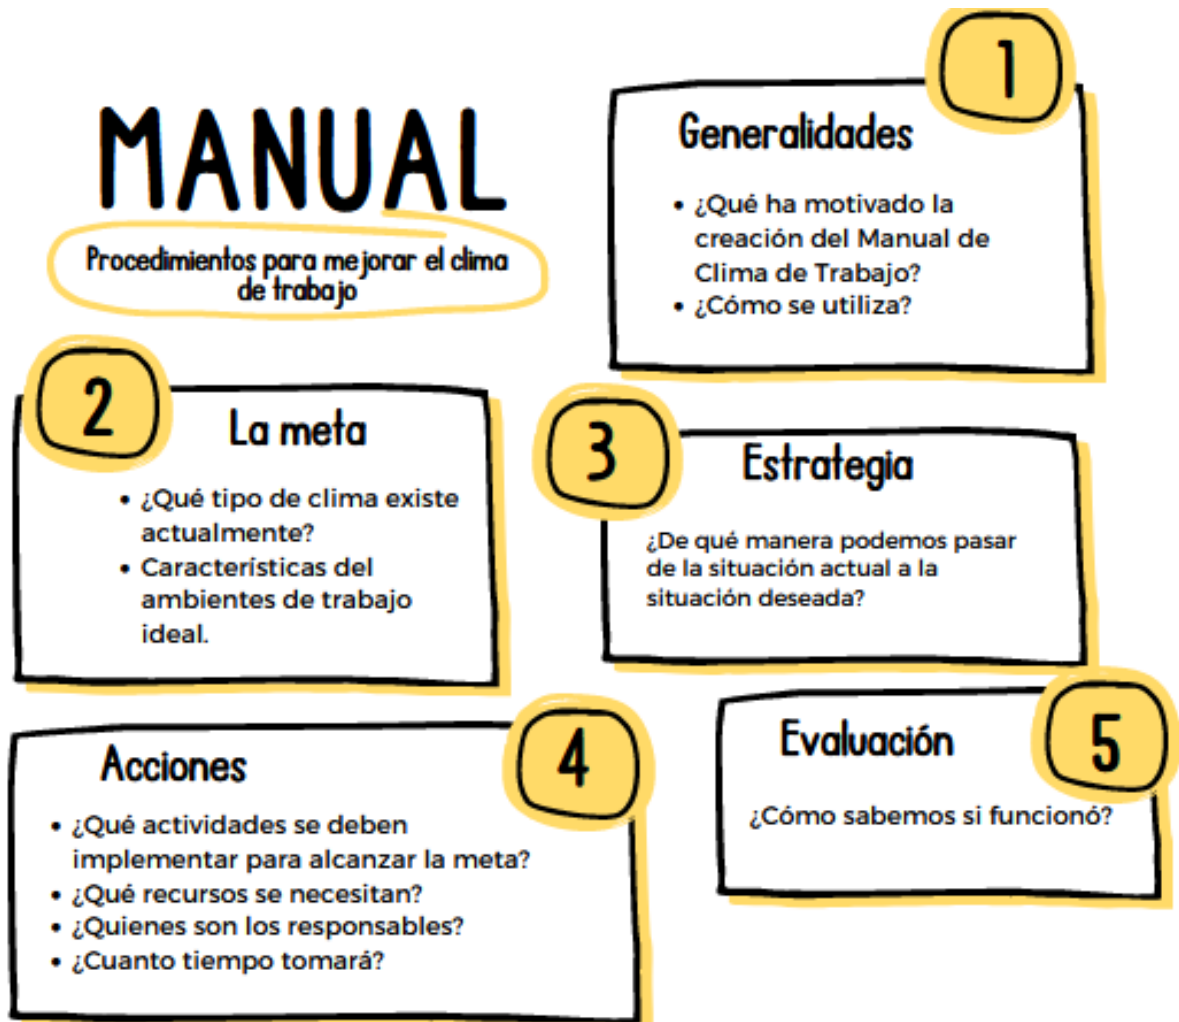 MANUAL
Procedimientos para mejorar el clima
de trabajo
1
Generalidades
• ¿Qué ha motivado la
creación del Manual de
Clima de Trabajo?
• ¿Cómo se utiliza?
2
La meta
• ¿Qué tipo de clima existe
actualmente?
• Características del
ambientes de trabajo
ideal.
3
Estrategia
¿De qué manera podemos pasar
de la situación actual a la
situación deseada?
4
Acciones
• ¿Qué actividades se deben
implementar para alcanzar la meta?
• ¿Qué recursos se necesitan?
• ¿Quienes son los responsables?
• ¿Cuanto tiempo tomará?
5
Evaluación
¿Cómo sabemos si funcionó?